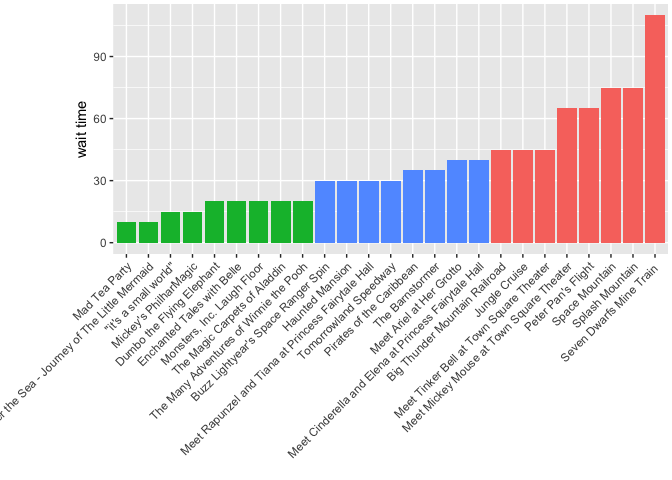 wait time
90
60
30
0
Mad Tea Party
r the Sea - Journey of The Little Mermaid
"it's a small world"
Mickey's PhilharMagic
Dumbo the Flying Elephant
Enchanted Tales with Belle
Monsters, Inc. Laugh Floor
The Magic Carpets of Aladdin
The Many Adventures of Winnie the Pooh
Buzz Lightyear's Space Ranger Spin
Haunted Mansion
Meet Rapunzel and Tiana at Princess Fairytale Hall
Tomorrowland Speedway
Pirates of the Caribbean
The Barnstormer
Meet Ariel at Her Grotto
Meet Cinderella and Elena at Princess Fairytale Hall
Big Thunder Mountain Railroad
Jungle Cruise
Meet Tinker Bell at Town Square Theater
Meet Mickey Mouse at Town Square Theater
Peter Pan's Flight
Space Mountain
Splash Mountain
Seven Dwarfs Mine Train